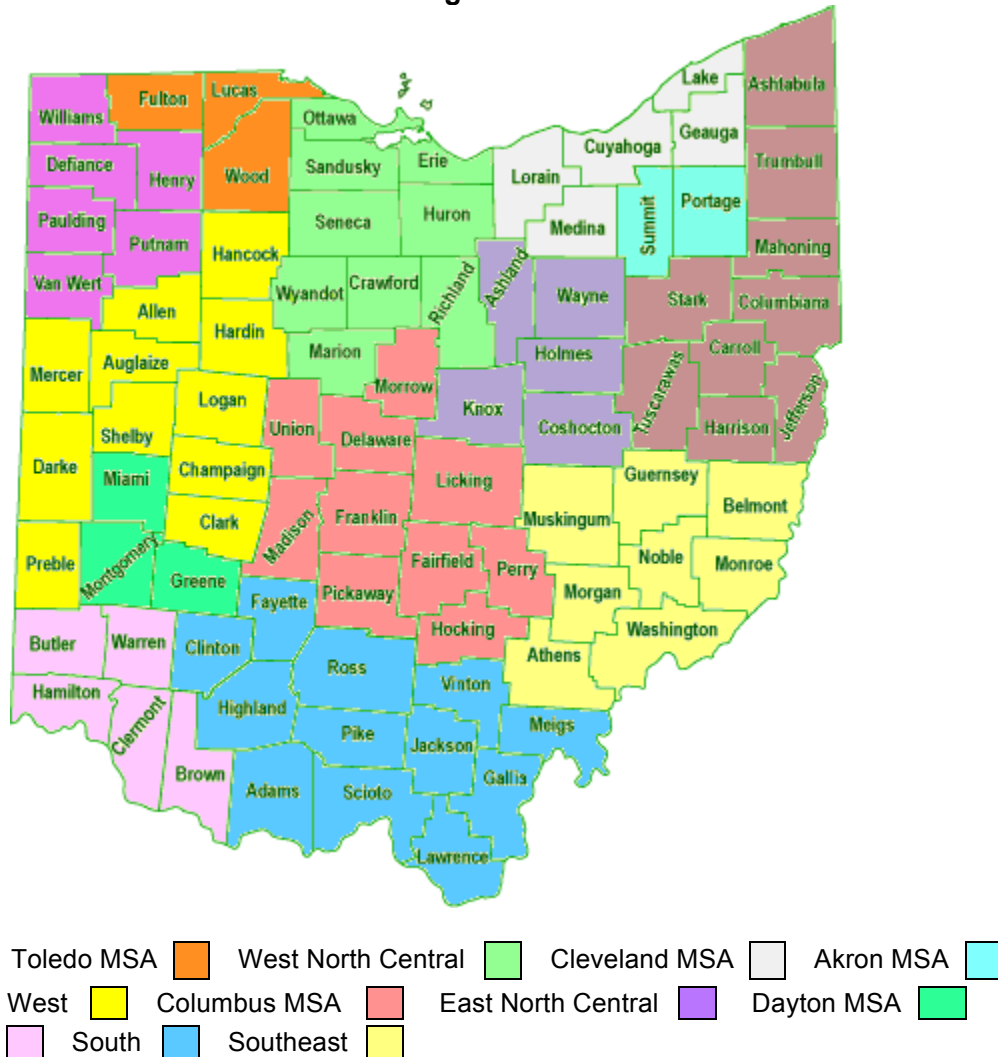 Lake
Ashtabula
Lucas
Fulton
Williams
Ottawa
Geauga
Cuyahoga
Trumbull
Defiance
Sandusky
Erie
Henry
Wood
Lorain
Portage
Paulding
Seneca
Huron
Medina
Summit
Putnam
Hancock
Mahoning
Van Wert
Wyandot
Crawford
Richland
Ashland
Wayne
Stark
Columbiana
Allen
Hardin
Auglaize
Marion
Holmes
Carroll
Mercer
Morrow
Tuscarawas
Jefferson
Logan
Knox
Union
Coshocton
Harrison
Shelby
Delaware
Darke
Miami
Champaign
Licking
Guernsey
Belmont
Clark
Madison
Franklin
Muskingum
Preble
Montgomery
Greene
Fairfield
Perry
Noble
Monroe
Fayette
Pickaway
Morgan
Butler
Warren
Clinton
Hocking
Washington
Athens
Hamilton
Ross
Vinton
Clermont
Highland
Pike
Jackson
Meigs
Brown
Adams
Scioto
Gallia
Lawrence
Toledo MSA West North Central Cleveland MSA Akron MSA
West Columbus MSA East North Central Dayton MSA
South Southeast